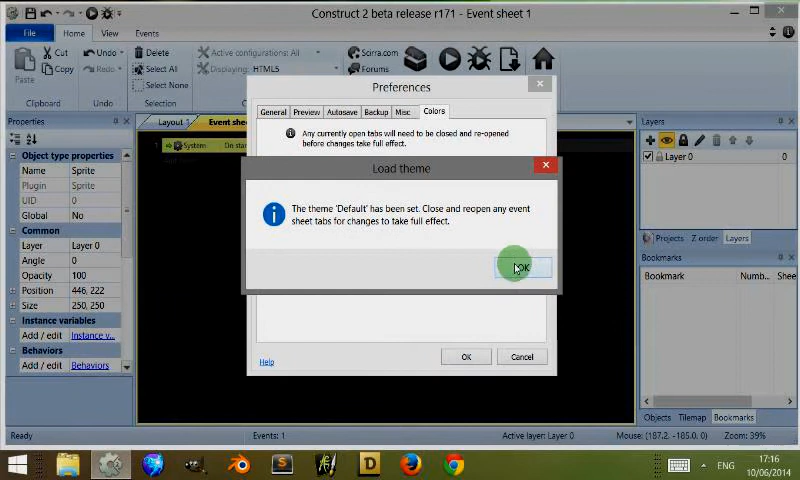 Construct 2 beta release r171 - Event sheet 1
File
Home
View
Events
Paste
Cut
Copy
Clipboard
Undo
Redo
Undo
Delete
Select All
Select None
Selection
Active configurations: All
Displaying: HTML5
Scirra.com
Forums
Properties
Object type properties
Name Sprite
Plugin Sprite
UID 0
Global No
Common
Layer Layer 0
Angle 0
Opacity 100
Position 446, 222
Size 250, 250
Instance variables
Add / edit Instance v...
Behaviors
Add / edit Behaviors
Layout 1
Event shee
1 System On star
Preferences
General Preview Autosave Backup Misc Colors
Any currently open tabs will need to be closed and re-opened
before changes take full effect.
Load theme
The theme 'Default' has been set. Close and reopen any event
sheet tabs for changes to take full effect.
OK
Help
OK
Cancel
Layers
Layer 0 0
Projects Z order Layers
Bookmarks
Bookmark Numb... Sheet
Objects Tilemap Bookmarks
Ready
Events: 1
Active layer: Layer 0
Mouse: (187.2, -185.0, 0)
Zoom: 39%
ENG
17:16
10/06/2014